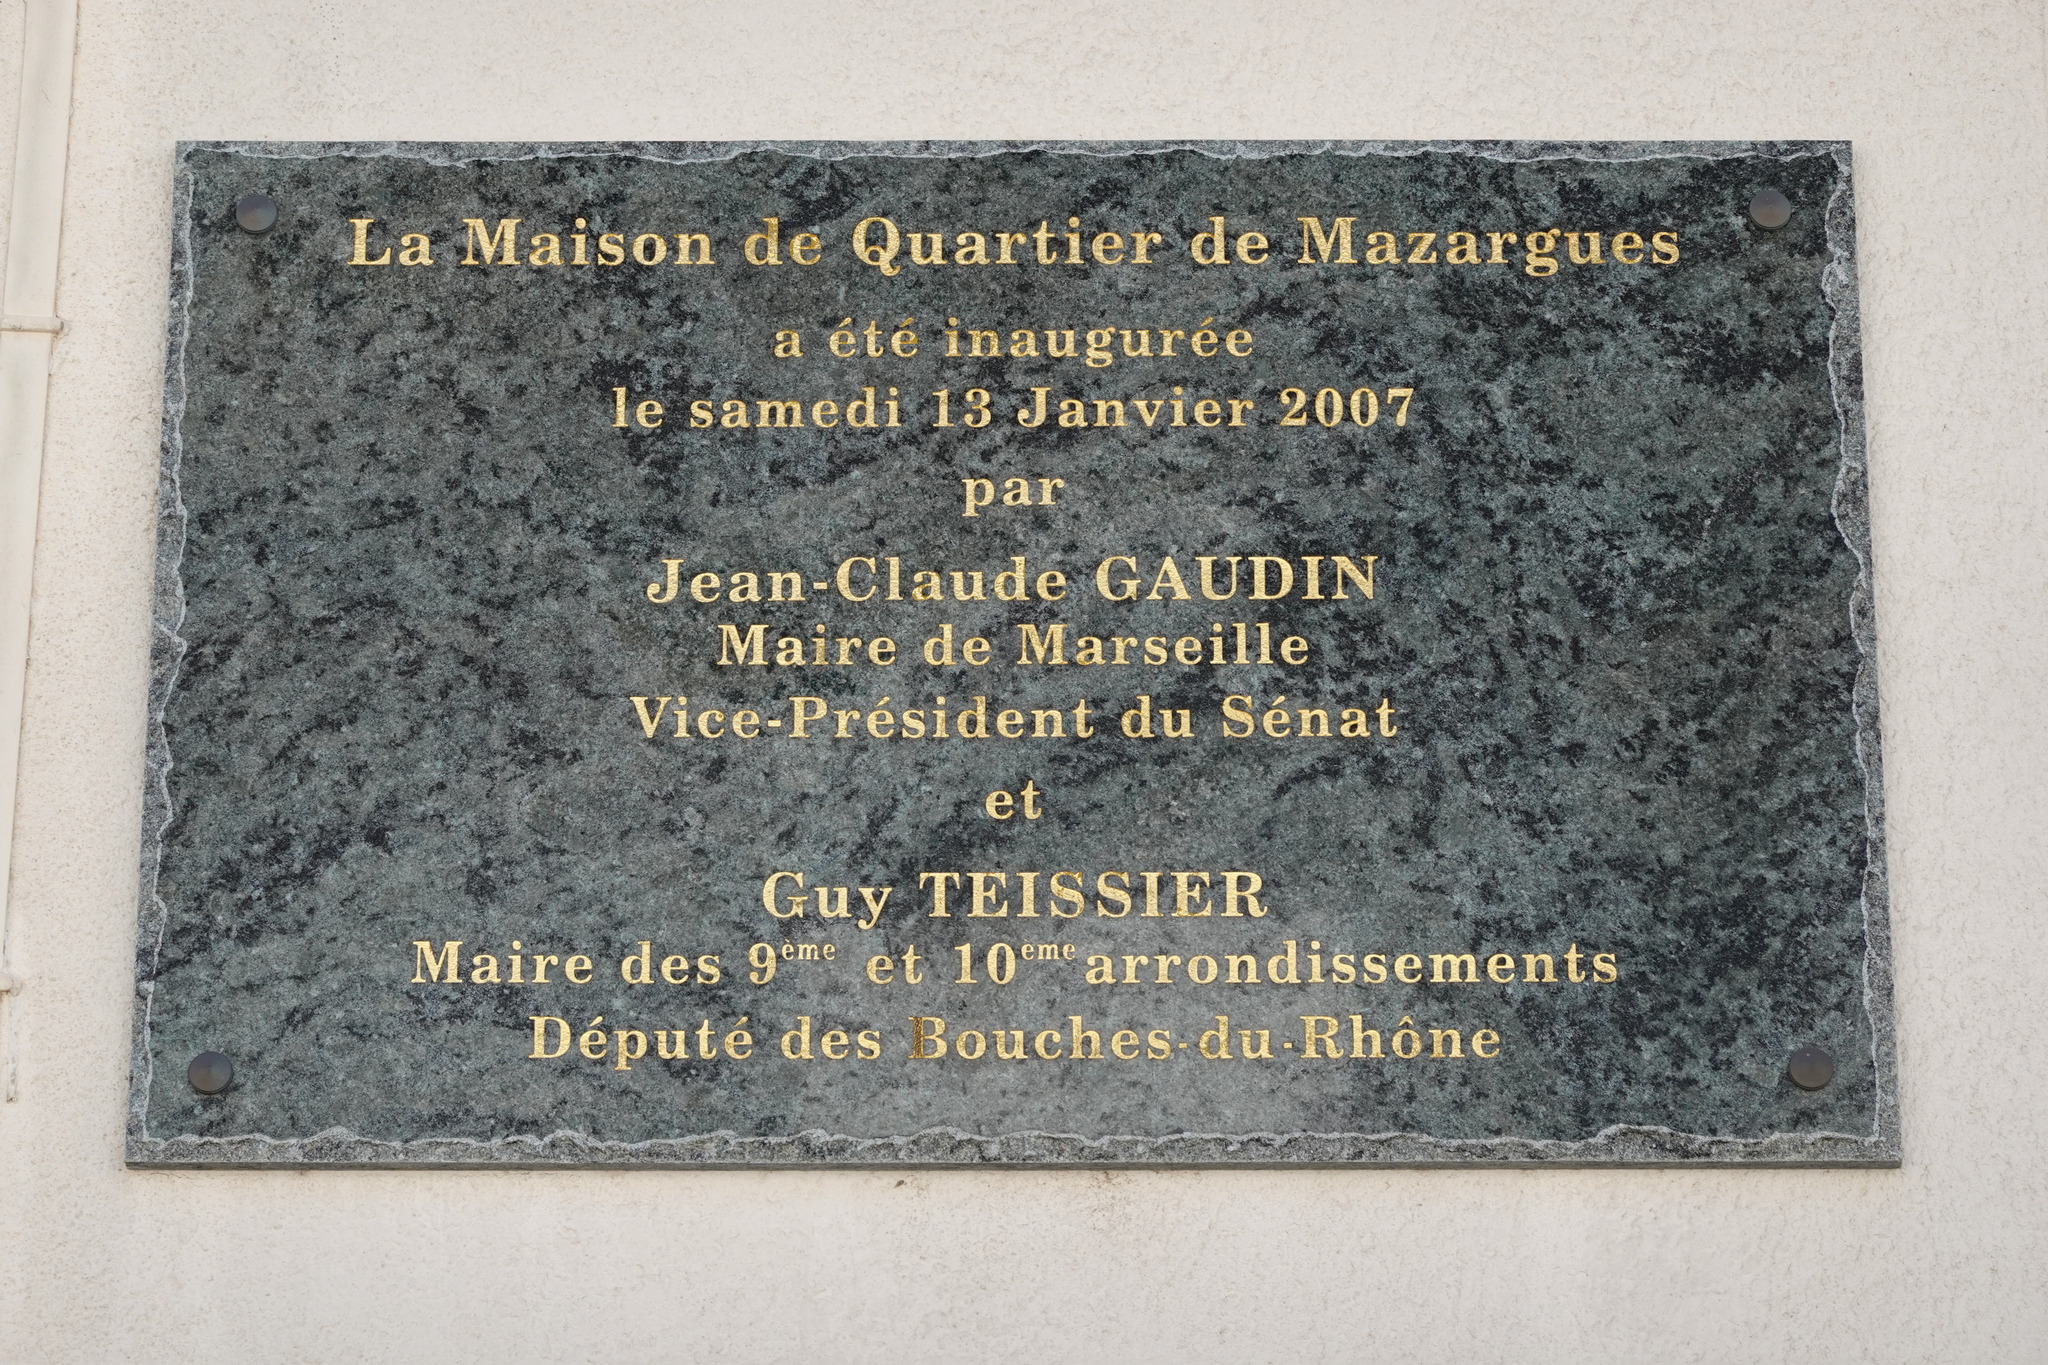 La Maison de Quartier de Mazargues
a été inaugurée
le samedi 13 Janvier 2007
par
Jean-Claude GAUDIN
Maire de Marseille
Vice-Président du Sénat
et
Guy TEISSIER
Maire des 9ème et 10eme arrondissements
Député des Bouches-du-Rhône